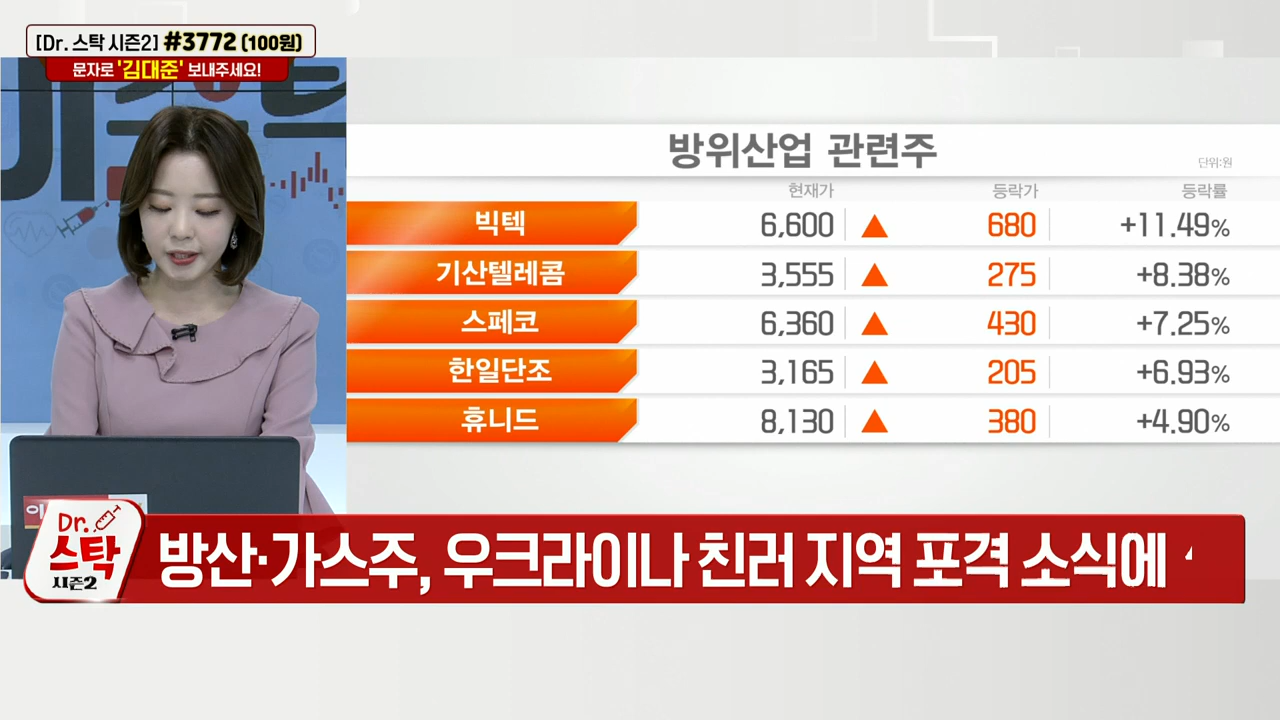 [Dr. 스탁 시즌2] #3772 (100원)
문자로 '김대준' 보내주세요!
방위산업 관련주
단위:원
현재가 등락가 등락률
빅텍 6,600 ▲ 680 +11.49%
기산텔레콤 3,555 ▲ 275 +8.38%
스페코 6,360 ▲ 430 +7.25%
한일단조 3,165 ▲ 205 +6.93%
휴니드 8,130 ▲ 380 +4.90%
Dr.
스탁
시즌2
방산·가스주, 우크라이나 친러 지역 포격 소식에